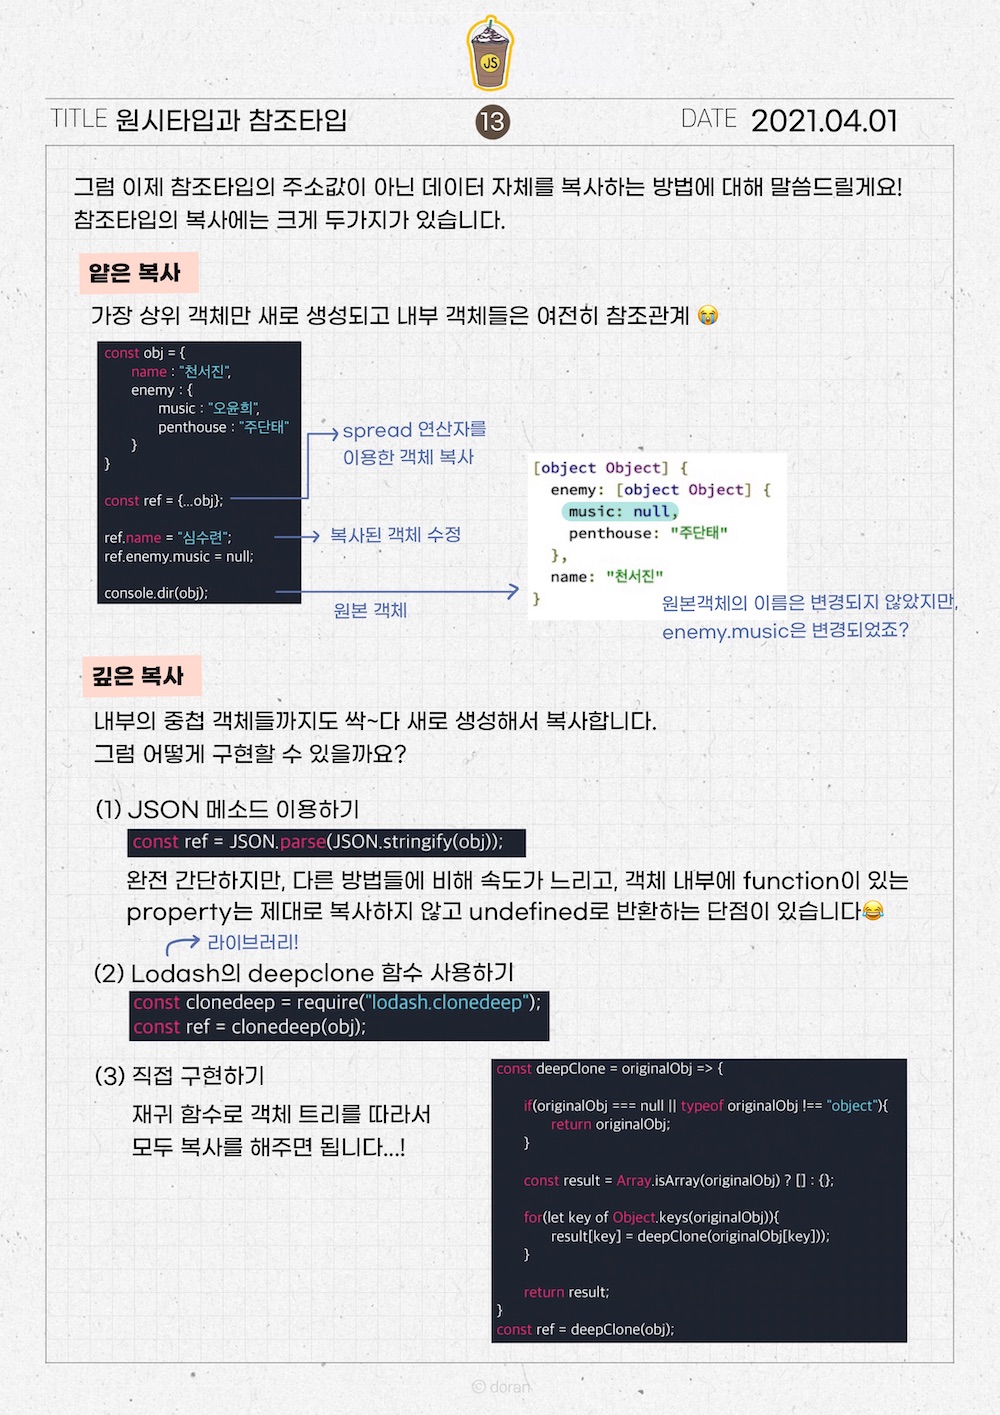 JS
TITLE 원시타입과 참조타입
13
DATE 2021.04.01
그럼 이제 참조타입의 주소값이 아닌 데이터 자체를 복사하는 방법에 대해 말씀드릴게요!
참조타입의 복사에는 크게 두가지가 있습니다.
얕은 복사
가장 상위 객체만 새로 생성되고 내부 객체들은 여전히 참조관계 😭
const obj = {
name : "천서진",
enemy : {
music : "오윤희",
penthouse : "주단태"
}
}
const ref = {...obj};
ref.name = "심수련";
ref.enemy.music = null;
console.dir(obj);
spread 연산자를
이용한 객체 복사
복사된 객체 수정
원본 객체
[object Object] {
enemy: [object Object] {
music: null,
penthouse: "주단태"
},
name: "천서진"
}
원본객체의 이름은 변경되지 않았지만,
enemy.music은 변경되었죠?
깊은 복사
내부의 중첩 객체들까지도 싹~다 새로 생성해서 복사합니다.
그럼 어떻게 구현할 수 있을까요?
(1) JSON 메소드 이용하기
const ref = JSON.parse(JSON.stringify(obj));
완전 간단하지만, 다른 방법들에 비해 속도가 느리고, 객체 내부에 function이 있는
property는 제대로 복사하지 않고 undefined로 반환하는 단점이 있습니다😂
라이브러리!
(2) Lodash의 deepclone 함수 사용하기
const clonedeep = require("lodash.clonedeep");
const ref = clonedeep(obj);
(3) 직접 구현하기
재귀 함수로 객체 트리를 따라서
모두 복사를 해주면 됩니다...!
const deepClone = originalObj => {
if(originalObj === null || typeof originalObj !== "object"){
return originalObj;
}
const result = Array.isArray(originalObj) ? [] : {};
for(let key of Object.keys(originalObj)){
result[key] = deepClone(originalObj[key]));
}
return result;
}
const ref = deepClone(obj);
© doran